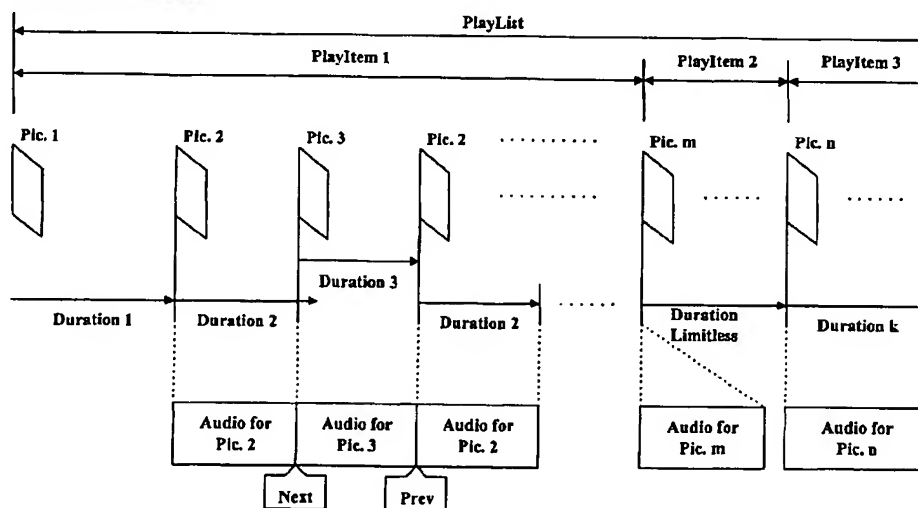 PlayList
PlayItem 1
PlayItem 2
PlayItem 3
Pic. 1
Pic. 2
Pic. 3
Pic. 2
Pic. m
Pic. n
Duration 3
Duration 1
Duration 2
Duration 2
Duration
Limitless
Duration k
Audio for
Pic. 2
Audio for
Pic. 3
Audio for
Pic. 2
Audio for
Pic. m
Audio for
Pic. n
Next
Prev